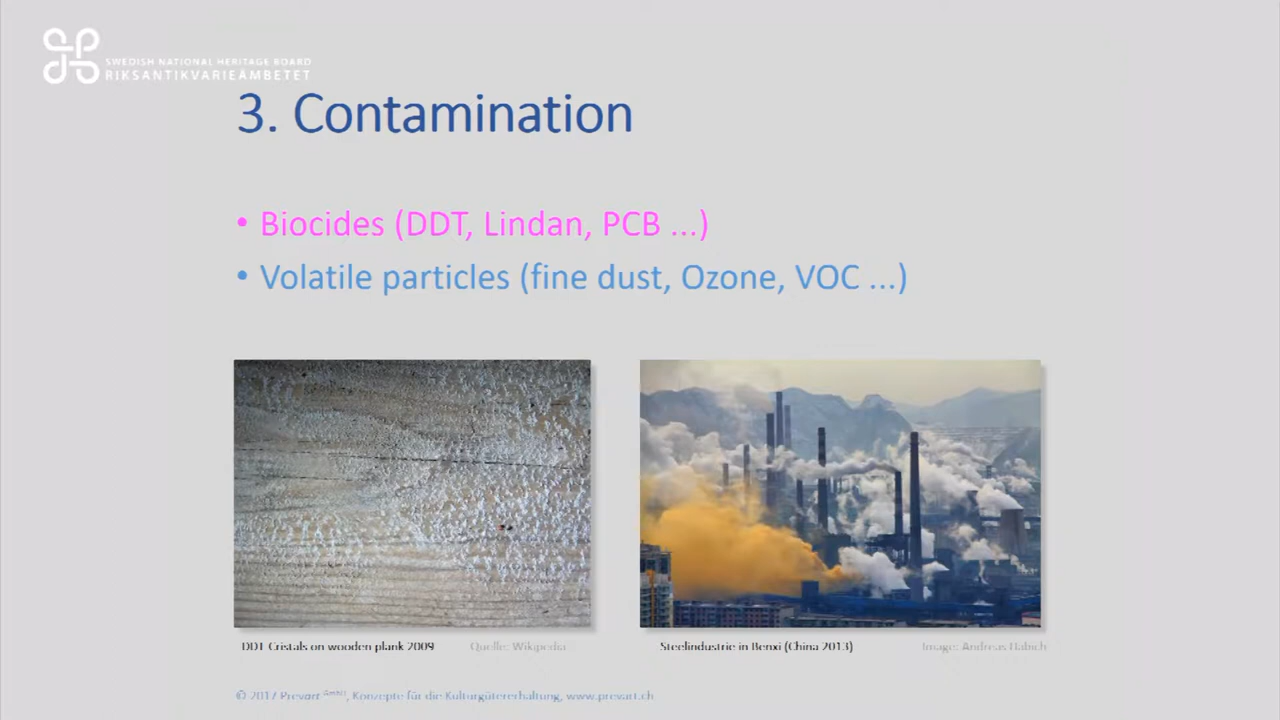 SWEDISH NATIONAL HERITAGE BOARD
RIKSANTIKVARIEÄMBETET
3. Contamination
• Biocides (DDT, Lindan, PCB ...)
• Volatile particles (fine dust, Ozone, VOC ...)
DDT Cristals on wooden plank 2009 Quelle: Wikipedia
Steelindustrie in Benxi (China 2013) Image: Andreas Habich
© 2017 Prevart GmbH, Konzepte für die Kulturgütererhaltung, www.prevart.ch